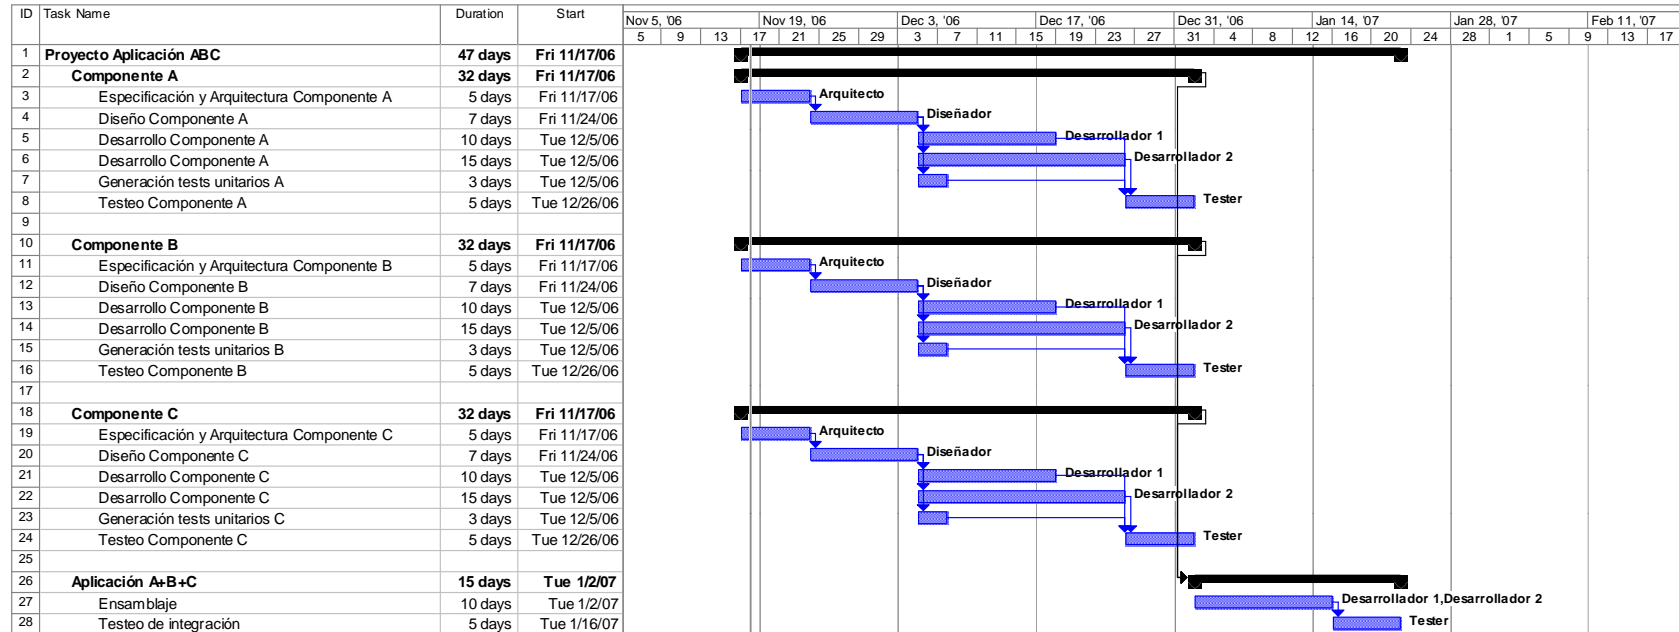 ID Task Name Duration Start Nov 5, '06 Nov 19, '06 Dec 3, '06 Dec 17, '06 Dec 31, '06 Jan 14, '07 Jan 28, '07 Feb 11, '07
5 9 13 17 21 25 29 3 7 11 15 19 23 27 31 4 8 12 16 20 24 28 1 5 9 13 17
1 Proyecto Aplicación ABC 47 days Fri 11/17/06
2 Componente A 32 days Fri 11/17/06
3 Especificación y Arquitectura Componente A 5 days Fri 11/17/06 Arquitecto
4 Diseño Componente A 7 days Fri 11/24/06 Diseñador
5 Desarrollo Componente A 10 days Tue 12/5/06 Desarrollador 1
6 Desarrollo Componente A 15 days Tue 12/5/06 Desarrollador 2
7 Generación tests unitarios A 3 days Tue 12/5/06
8 Testeo Componente A 5 days Tue 12/26/06 Tester
9
10 Componente B 32 days Fri 11/17/06
11 Especificación y Arquitectura Componente B 5 days Fri 11/17/06 Arquitecto
12 Diseño Componente B 7 days Fri 11/24/06 Diseñador
13 Desarrollo Componente B 10 days Tue 12/5/06 Desarrollador 1
14 Desarrollo Componente B 15 days Tue 12/5/06 Desarrollador 2
15 Generación tests unitarios B 3 days Tue 12/5/06
16 Testeo Componente B 5 days Tue 12/26/06 Tester
17
18 Componente C 32 days Fri 11/17/06
19 Especificación y Arquitectura Componente C 5 days Fri 11/17/06 Arquitecto
20 Diseño Componente C 7 days Fri 11/24/06 Diseñador
21 Desarrollo Componente C 10 days Tue 12/5/06 Desarrollador 1
22 Desarrollo Componente C 15 days Tue 12/5/06 Desarrollador 2
23 Generación tests unitarios C 3 days Tue 12/5/06
24 Testeo Componente C 5 days Tue 12/26/06 Tester
25
26 Aplicación A+B+C 15 days Tue 1/2/07
27 Ensamblaje 10 days Tue 1/2/07 Desarrollador 1,Desarrollador 2
28 Testeo de integración 5 days Tue 1/16/07 Tester